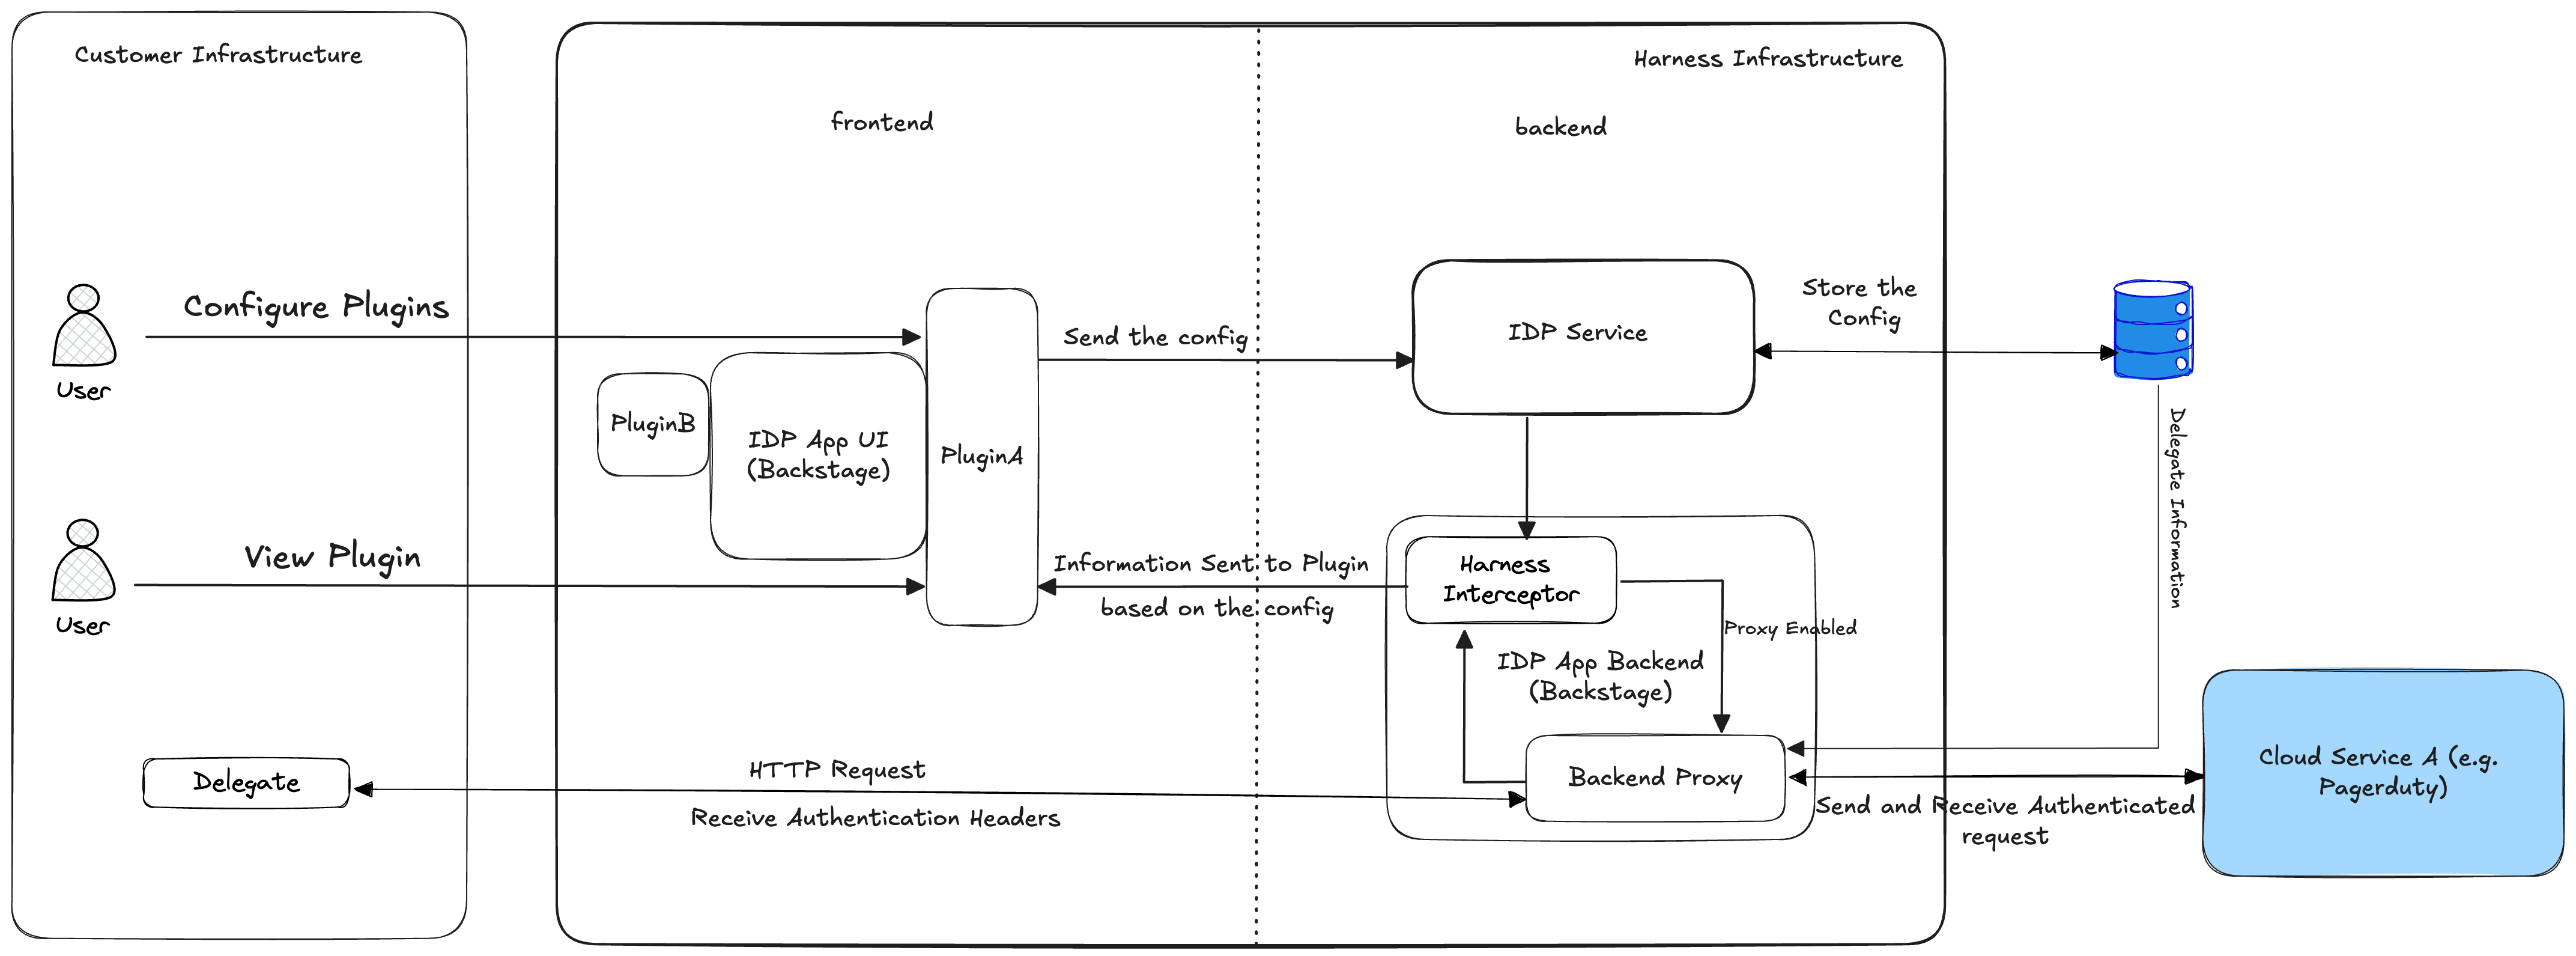 Customer Infrastructure
Harness Infrastructure
frontend
backend
Configure Plugins
User
PluginB
IDP App UI
(Backstage)
PluginA
Send the config
IDP Service
Store the
Config
Delegate Information
View Plugin
User
Information Sent to Plugin
based on the config
Harness
Interceptor
Proxy Enabled
IDP App Backend
(Backstage)
Delegate
HTTP Request
Receive Authentication Headers
Backend Proxy
Send and Receive Authenticated
request
Cloud Service A (e.g.
Pagerduty)